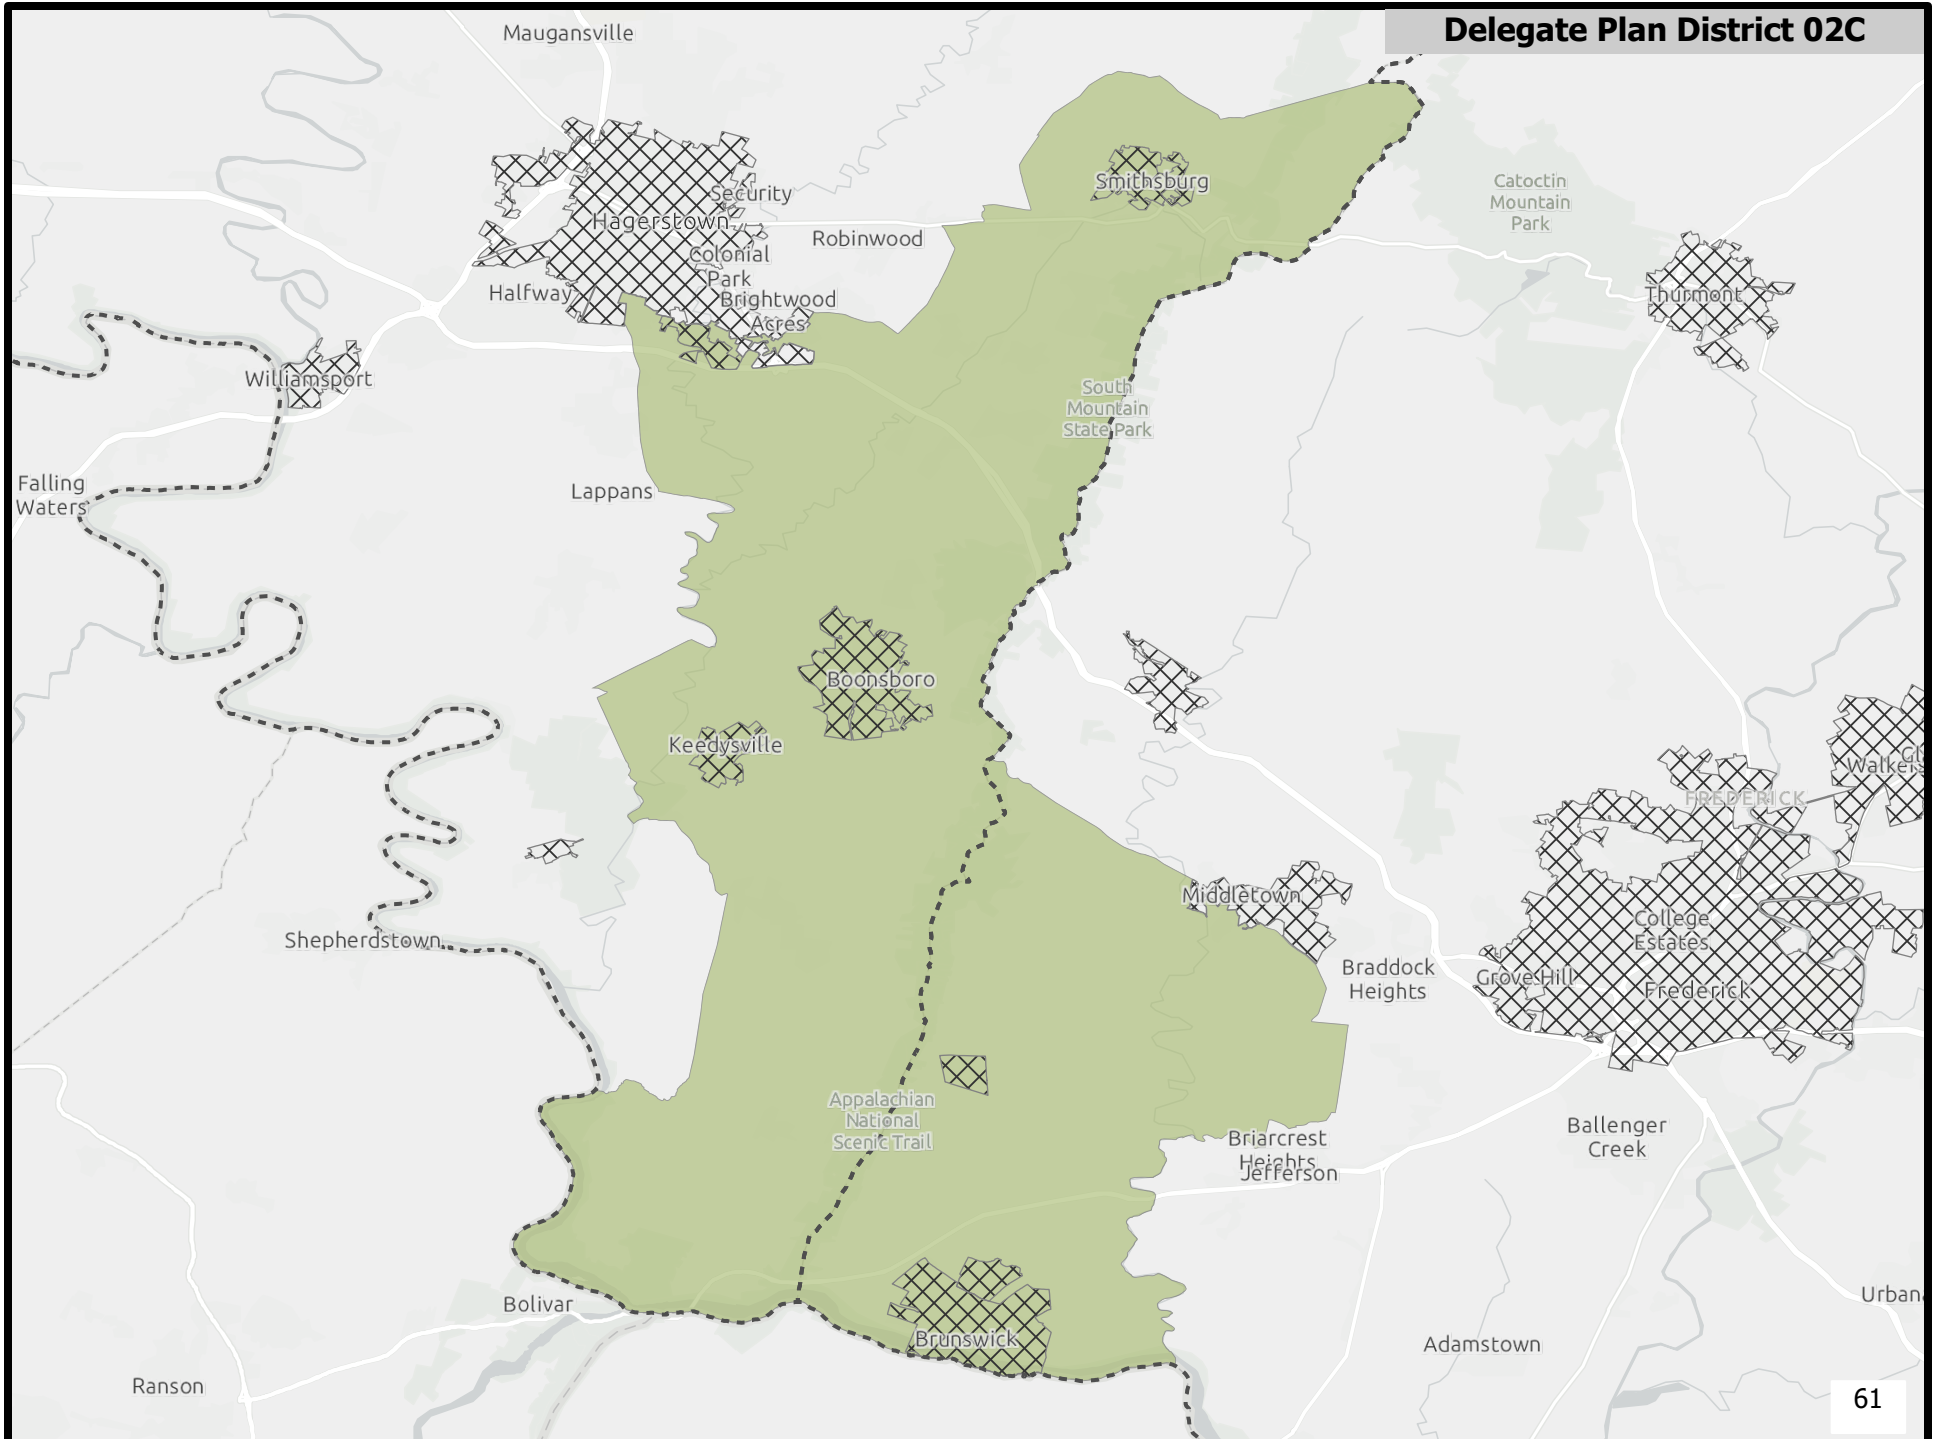 Delegate Plan District 02C
Maugansville
Smithsburg
Security
Hagerstown
Robinwood
Colonial
Park
Halfway
Brightwood
Acres
Catoctin
Mountain
Park
Thurmont
Williamsport
South
Mountain
State Park
Falling
Waters
Lappans
Boonsboro
Keedysville
FREDERICK
Walkers
Gl
Middletown
College
Estates
Shepherdstown
Braddock
Heights
Grove Hill
Frederick
Appalachian
National
Scenic Trail
Briarcrest
Heights
Jefferson
Ballenger
Creek
Bolivar
Brunswick
Urbana
Adamstown
Ranson
61